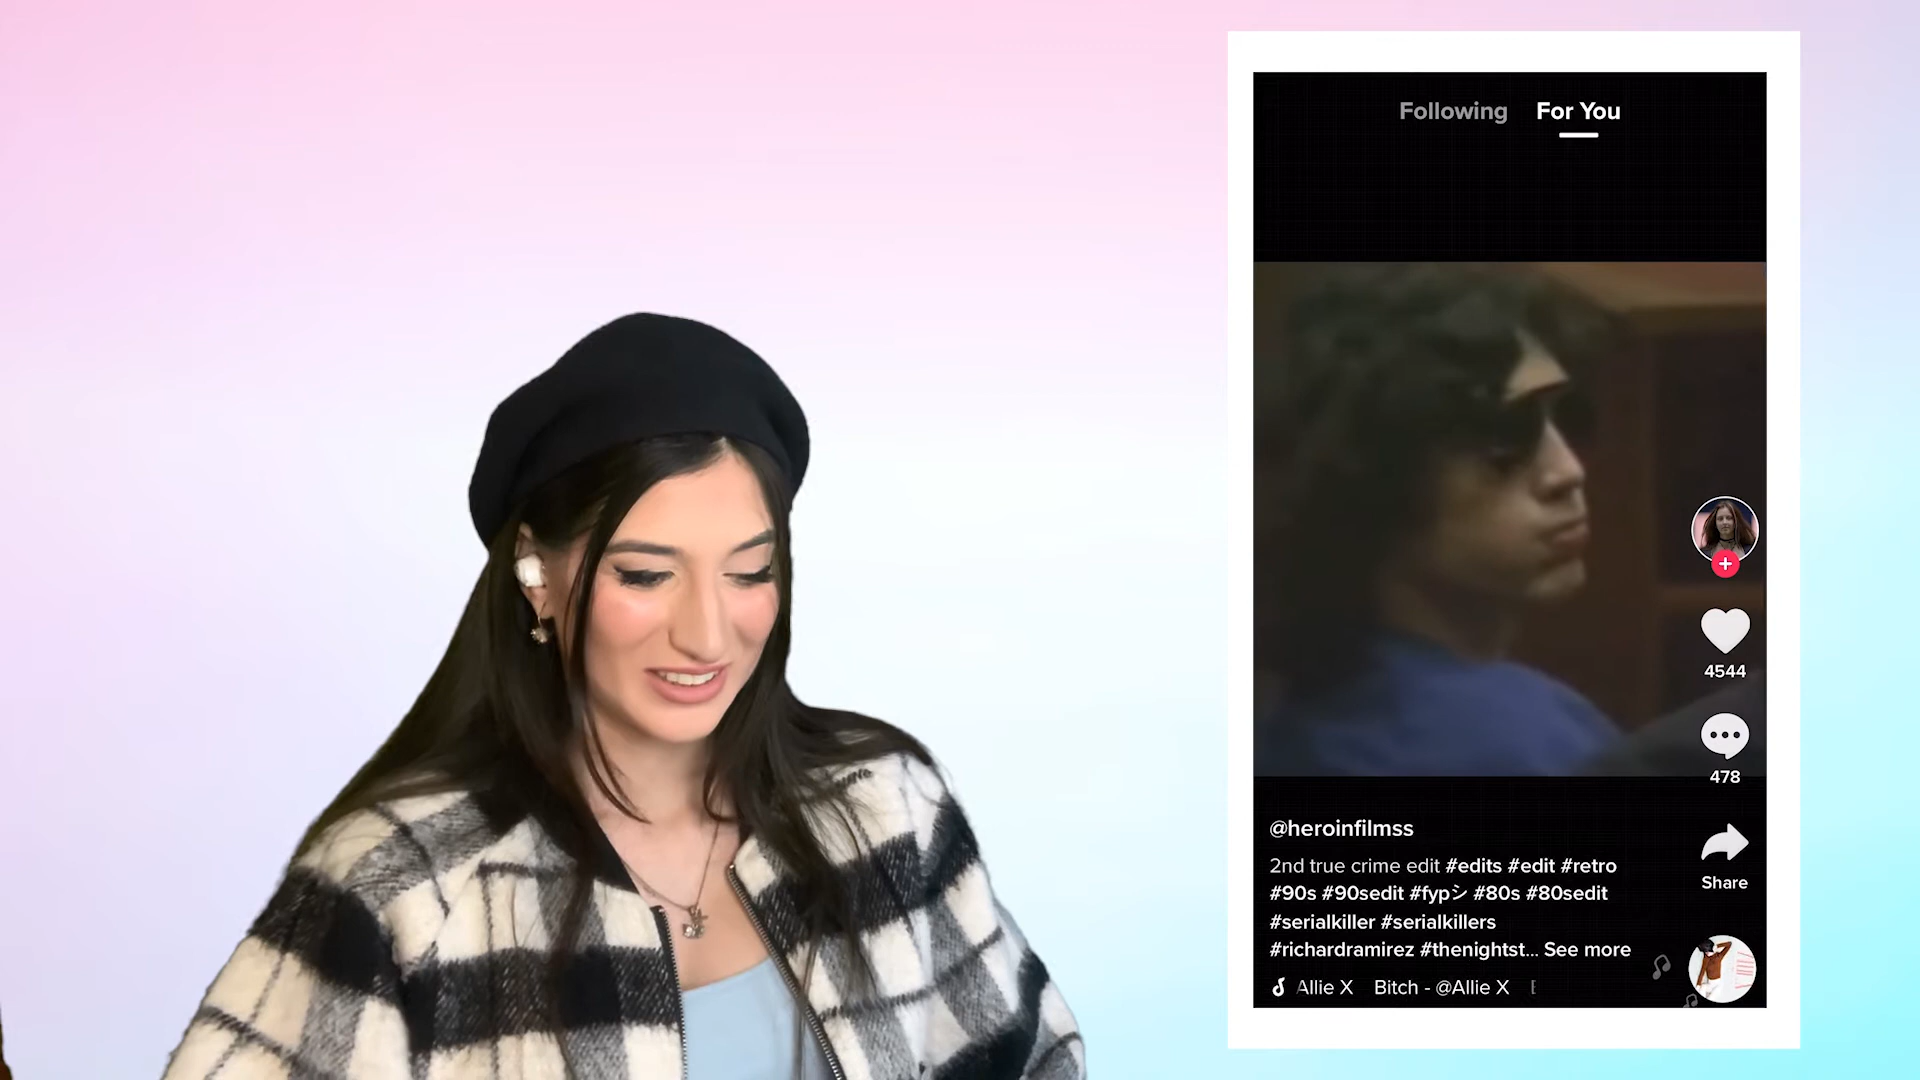 Following For You
4544
478
@heroinfilmss
2nd true crime edit #edits #edit #retro
#90s #90sedit #fypシ #80s #80sedit
#serialkiller #serialkillers
#richardramirez #thenightst... See more
Share
Allie X Bitch - @Allie X